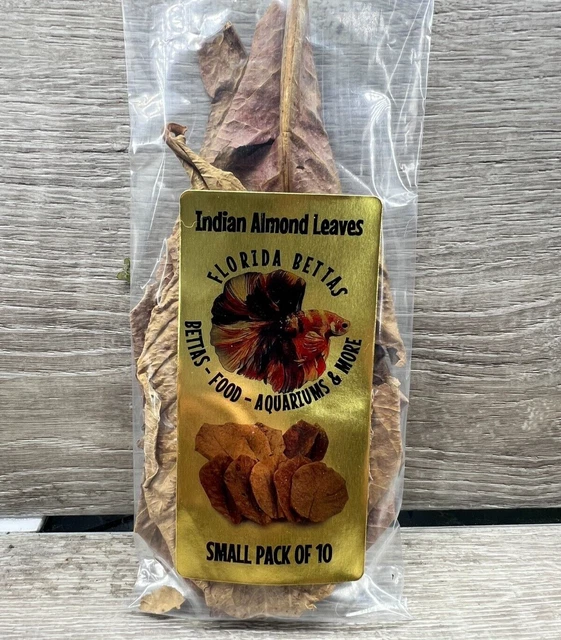 Indian Almond Leaves
FLORIDA BETTAS
BETTAS - FOOD - AQUARIUMS & MORE
SMALL PACK OF 10